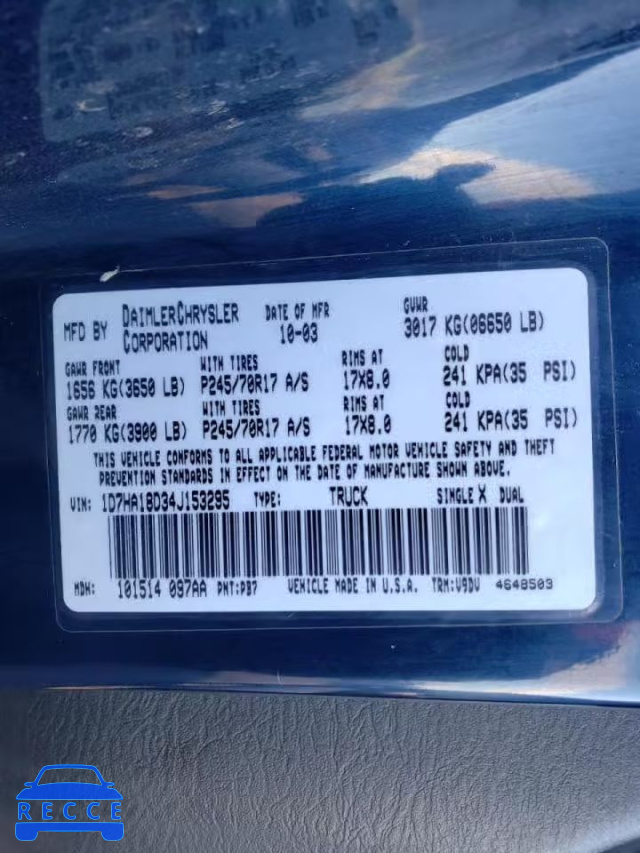 MFD BY DAIMLERCHRYSLER CORPORATION DATE OF MFR 10-03 GVWR 3017 KG(06650 LB)
GAWR FRONT WITH TIRES RIMS AT COLD
1656 KG(3650 LB) P245/70R17 A/S 17X8.0 241 KPA(35 PSI)
GAWR REAR WITH TIRES RIMS AT COLD
1770 KG(3900 LB) P245/70R17 A/S 17X8.0 241 KPA(35 PSI)
THIS VEHICLE CONFORMS TO ALL APPLICABLE FEDERAL MOTOR VEHICLE SAFETY AND THEFT
PREVENTION STANDARDS IN EFFECT ON THE DATE OF MANUFACTURE SHOWN ABOVE.
VIN: 1D7HA18D34J153295 TYPE: TRUCK SINGLE X DUAL
MDH: 101514 097AA PNT:PB7 VEHICLE MADE IN U.S.A. TRM:V9DV 4648503
RECCE